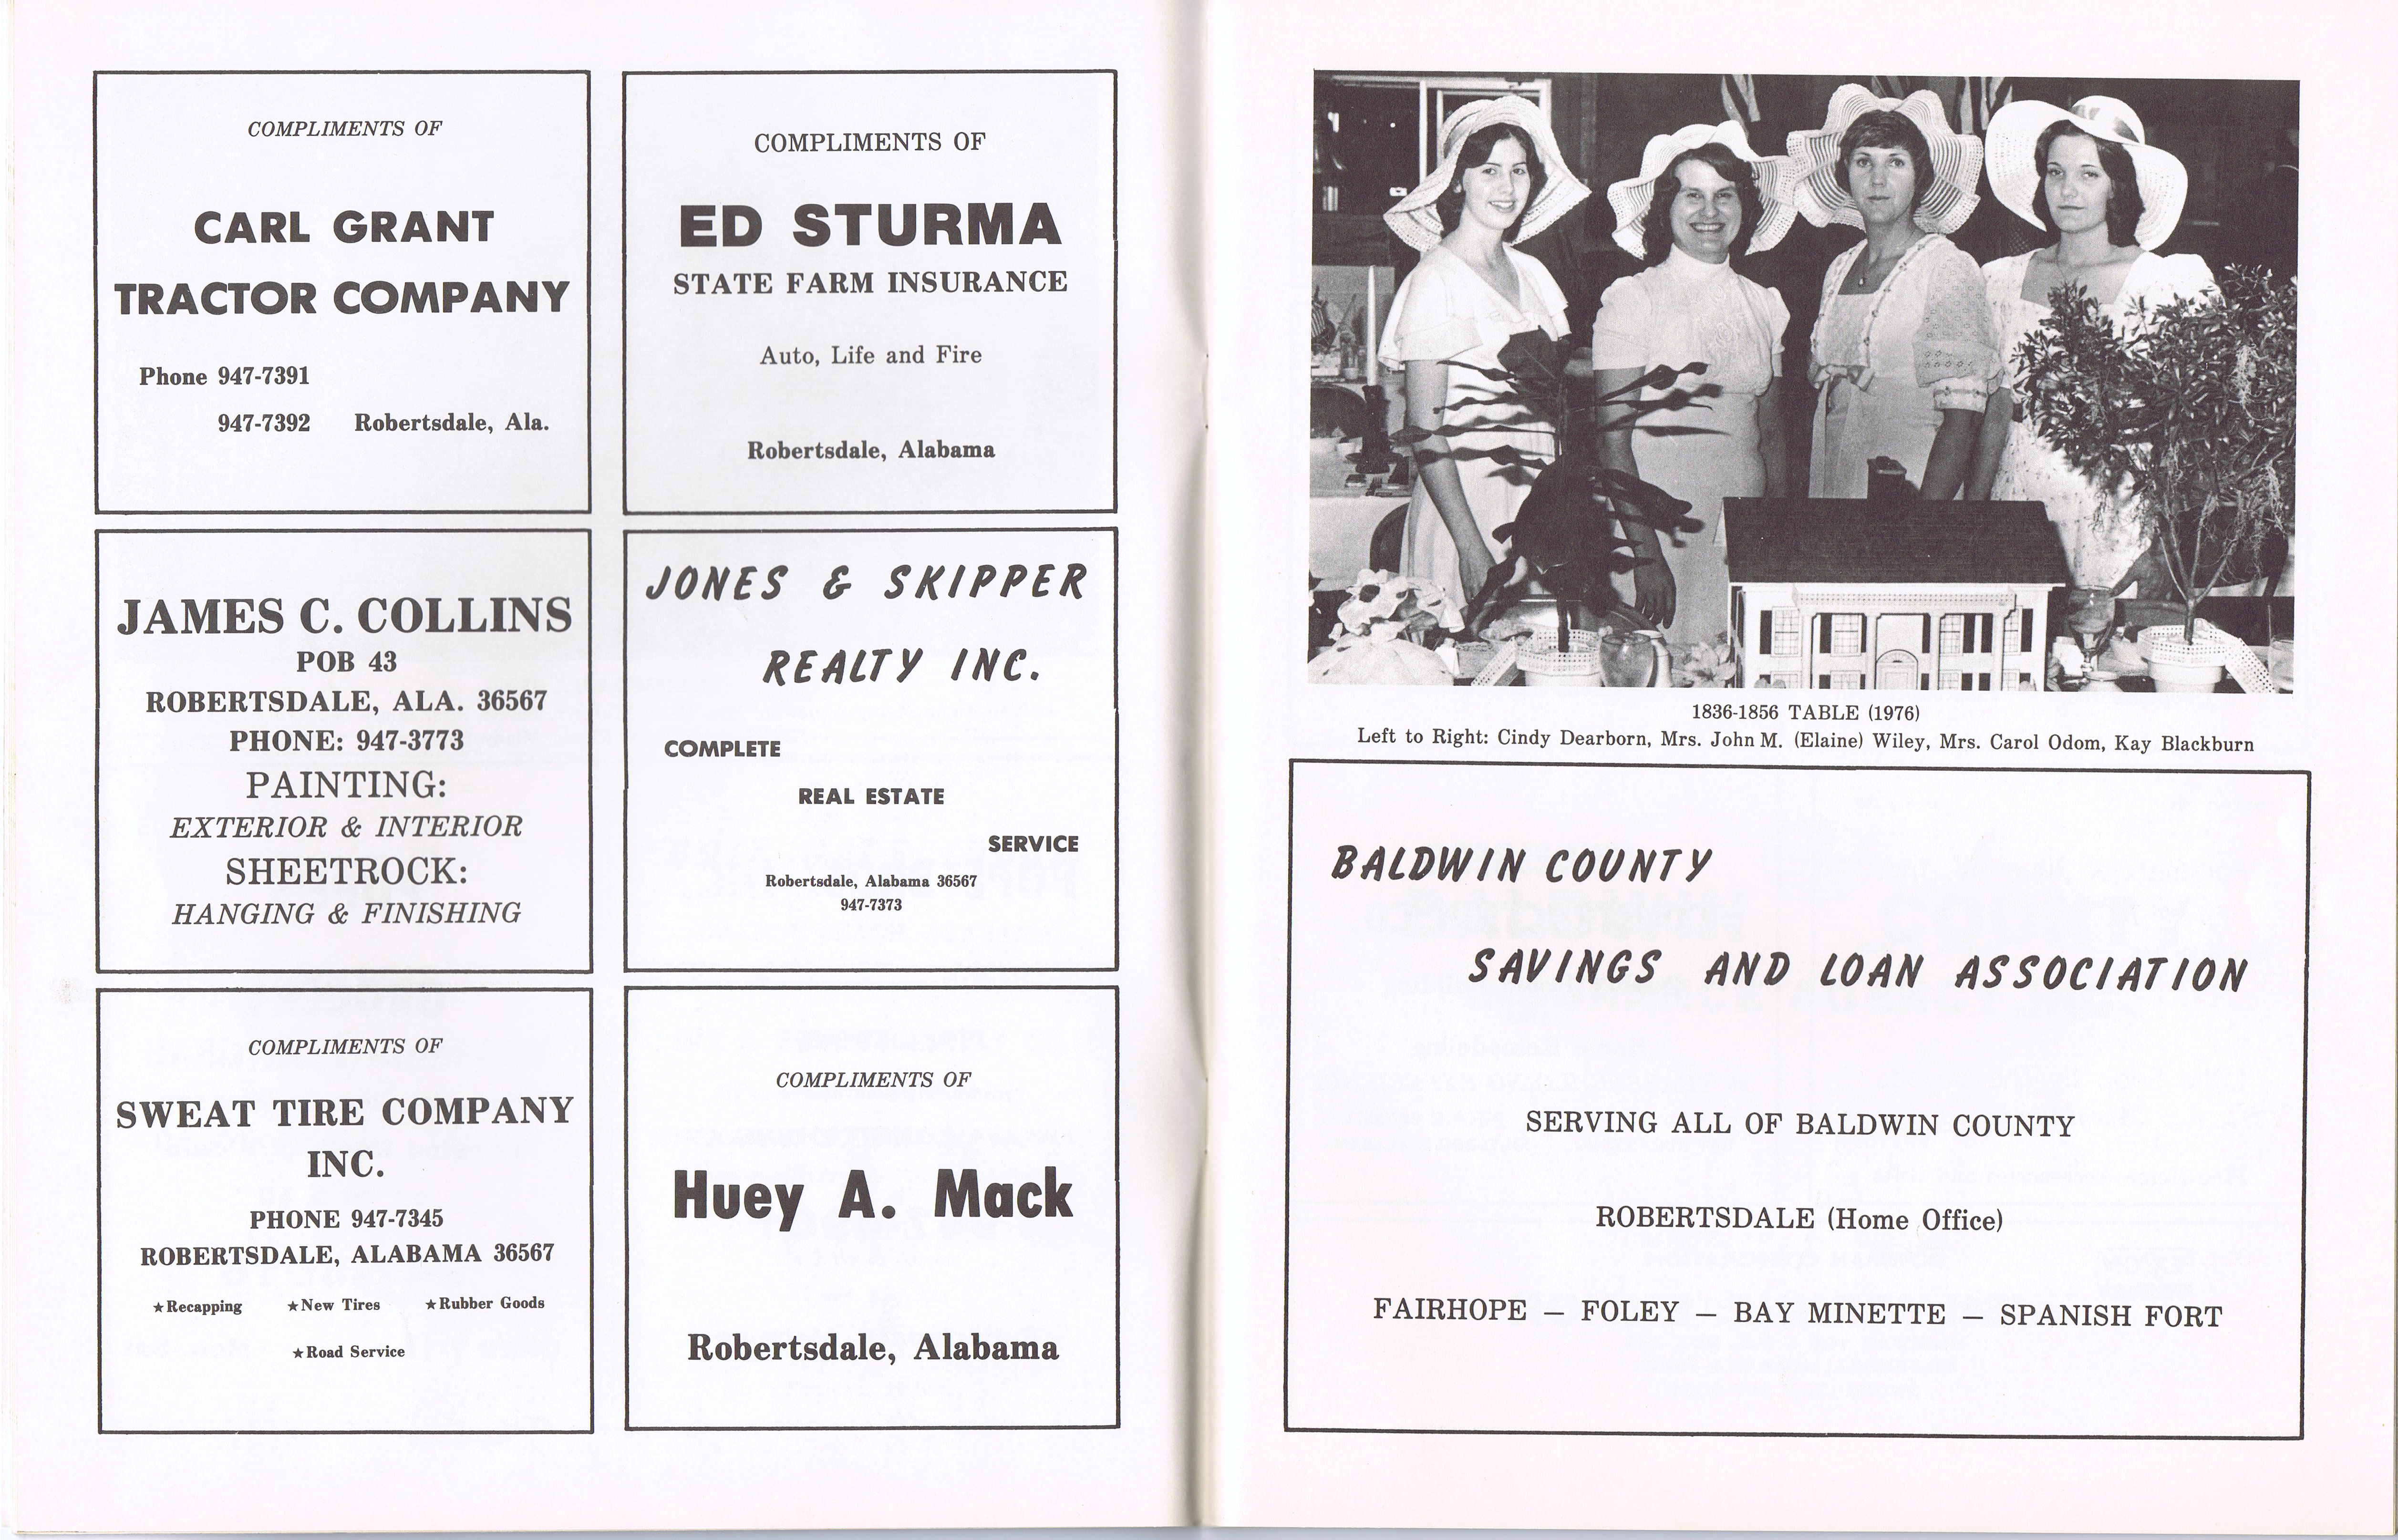 COMPLIMENTS OF
CARL GRANT
TRACTOR COMPANY
Phone 947-7391
947-7392 Robertsdale, Ala.
COMPLIMENTS OF
ED STURMA
STATE FARM INSURANCE
Auto, Life and Fire
Robertsdale, Alabama
JAMES C. COLLINS
POB 43
ROBERTSDALE, ALA. 36567
PHONE: 947-3773
PAINTING:
EXTERIOR & INTERIOR
SHEETROCK:
HANGING & FINISHING
JONES & SKIPPER
REALTY INC.
COMPLETE
REAL ESTATE
SERVICE
Robertsdale, Alabama 36567
947-7373
COMPLIMENTS OF
SWEAT TIRE COMPANY
INC.
PHONE 947-7345
ROBERTSDALE, ALABAMA 36567
★Recapping ★New Tires ★Rubber Goods
★Road Service
COMPLIMENTS OF
Huey A. Mack
Robertsdale, Alabama
1836-1856 TABLE (1976)
Left to Right: Cindy Dearborn, Mrs. John M. (Elaine) Wiley, Mrs. Carol Odom, Kay Blackburn
BALDWIN COUNTY
SAVINGS AND LOAN ASSOCIATION
SERVING ALL OF BALDWIN COUNTY
ROBERTSDALE (Home Office)
FAIRHOPE — FOLEY — BAY MINETTE — SPANISH FORT